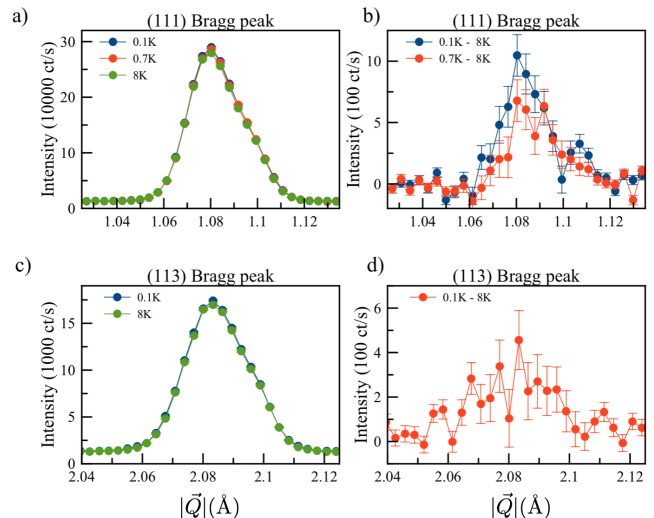 a)
(111) Bragg peak
0.1K
0.7K
8K
Intensity (10000 ct/s)
30
20
10
0
1.04
1.06
1.08
1.1
1.12
b)
(111) Bragg peak
0.1K - 8K
0.7K - 8K
Intensity (100 ct/s)
10
5
0
1.04
1.06
1.08
1.1
1.12
c)
(113) Bragg peak
0.1K
8K
Intensity (1000 ct/s)
15
10
5
0
2.04
2.06
2.08
2.1
2.12
|Q⃗|(Å)
d)
(113) Bragg peak
0.1K - 8K
Intensity (100 ct/s)
6
4
2
0
2.04
2.06
2.08
2.1
2.12
|Q⃗|(Å)